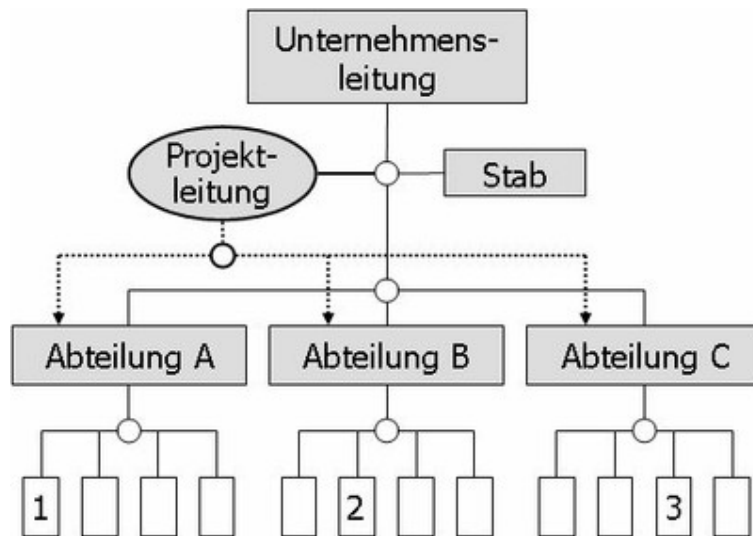 Unternehmens-
leitung
Projekt-
leitung
Stab
Abteilung A
Abteilung B
Abteilung C
1
2
3